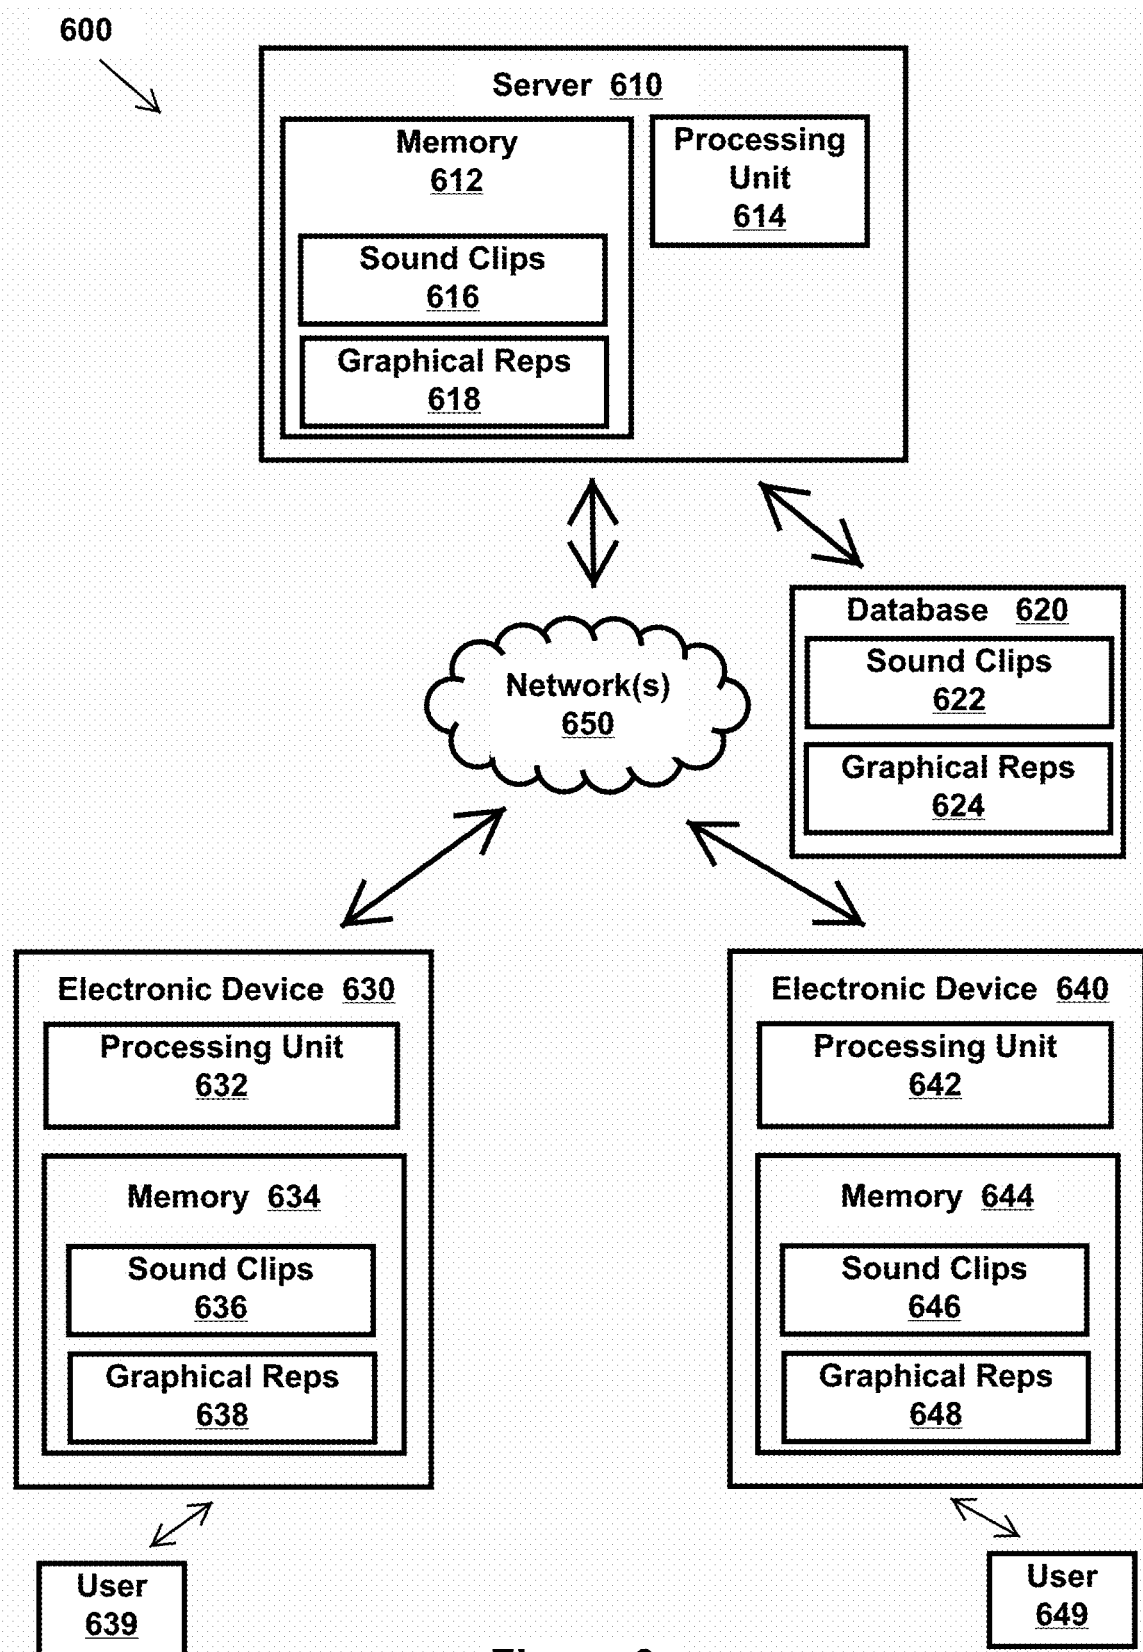 600
Server 610
Memory
612
Processing
Unit
614
Sound Clips
616
Graphical Reps
618
Network(s)
650
Database 620
Sound Clips
622
Graphical Reps
624
Electronic Device 630
Processing Unit
632
Memory 634
Sound Clips
636
Graphical Reps
638
Electronic Device 640
Processing Unit
642
Memory 644
Sound Clips
646
Graphical Reps
648
User
639
User
649